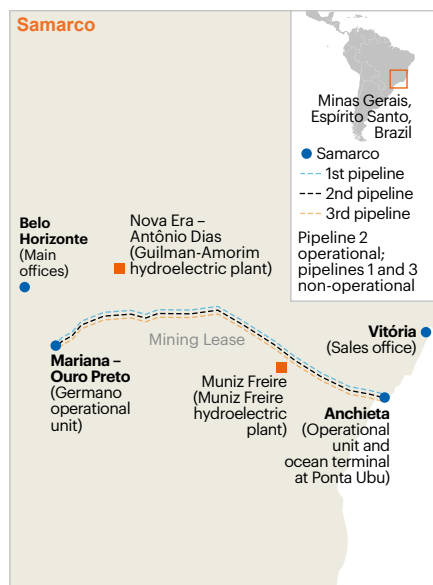 Samarco
Minas Gerais,
Espírito Santo,
Brazil
Samarco
1st pipeline
2nd pipeline
3rd pipeline
Pipeline 2
operational;
pipelines 1 and 3
non-operational
Belo
Horizonte
(Main
offices)
Nova Era –
Antônio Dias
(Guilman-Amorim
hydroelectric plant)
Mining Lease
Vitória
(Sales office)
Mariana –
Ouro Preto
(Germano
operational
unit)
Muniz Freire
(Muniz Freire
hydroelectric
plant)
Anchieta
(Operational
unit and
ocean terminal
at Ponta Ubu)